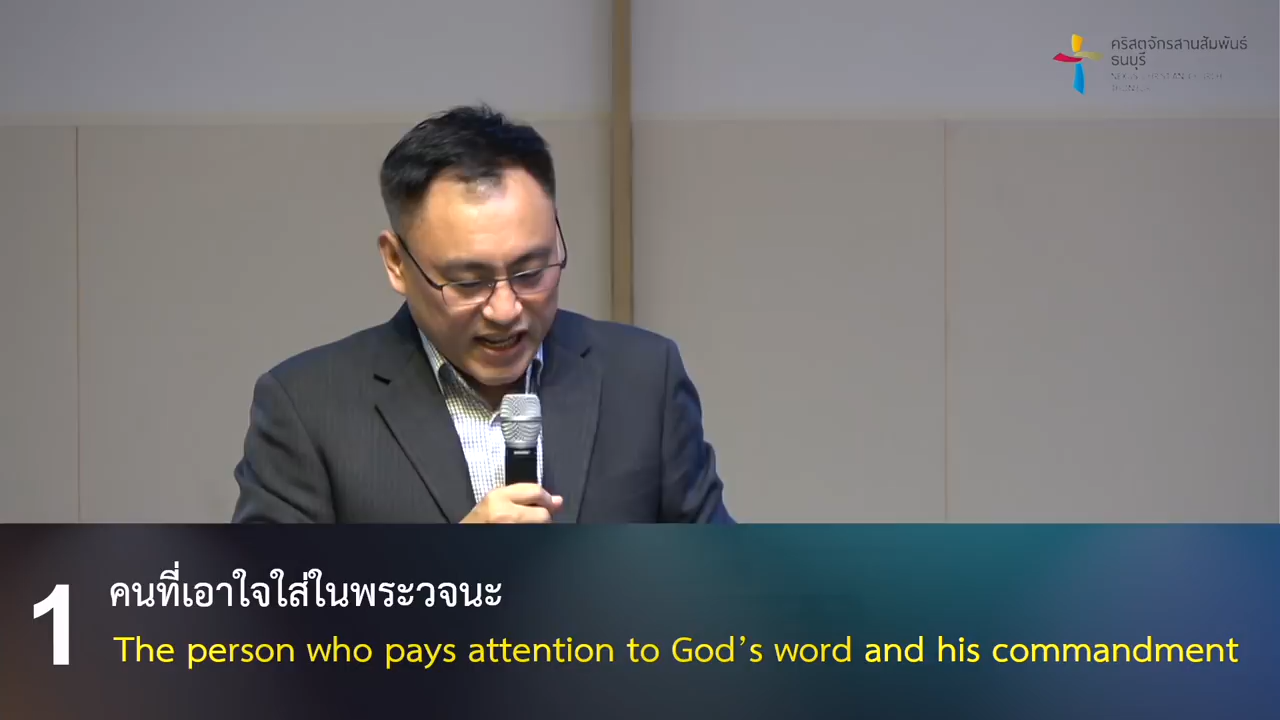 คริสตจักรสานสัมพันธ์
ธนบุรี
1
คนที่เอาใจใส่ในพระวจนะ
The person who pays attention to God's word and his commandment